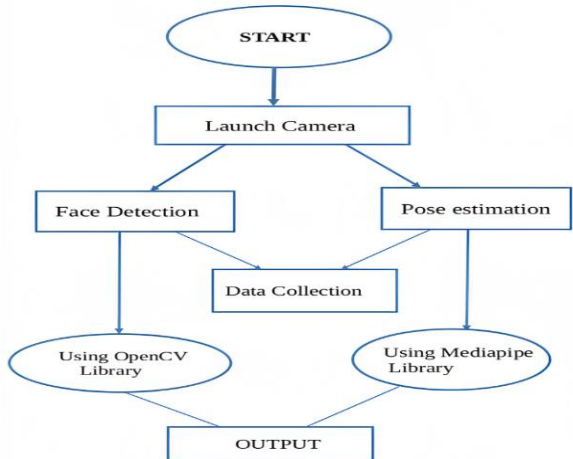 START
Launch Camera
Face Detection
Pose estimation
Data Collection
Using OpenCV
Library
Using Mediapipe
Library
OUTPUT